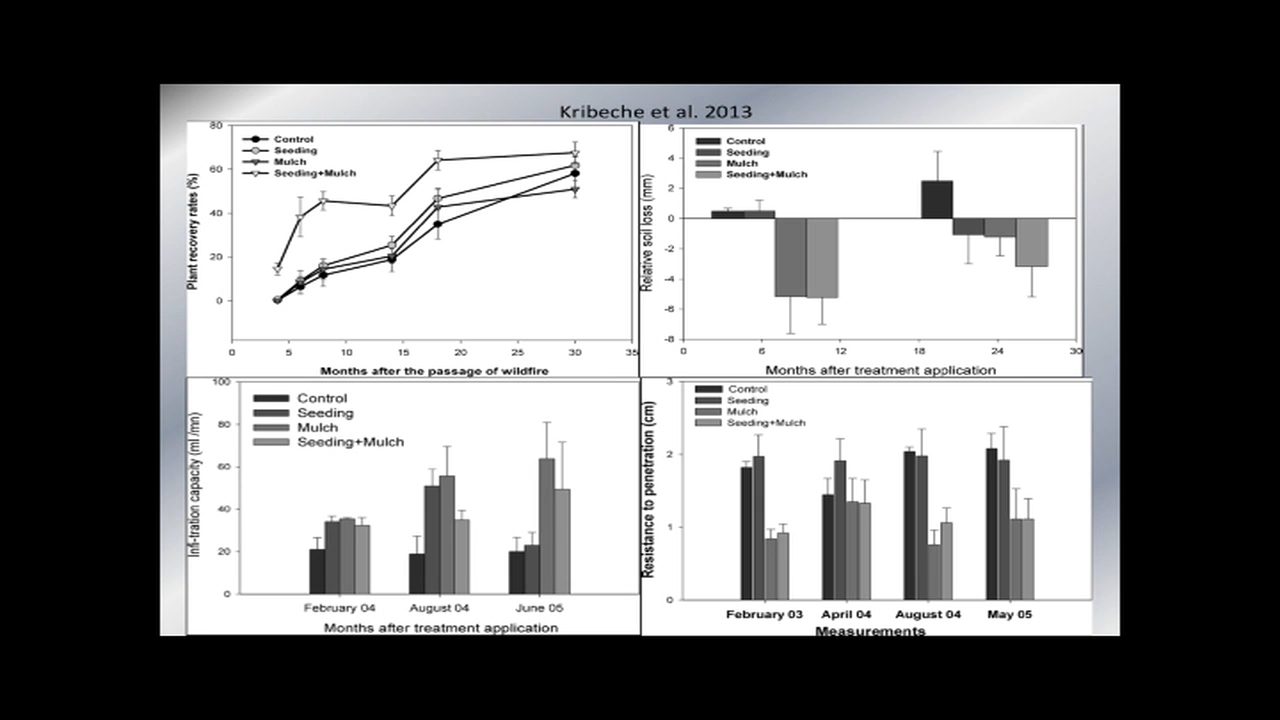 Kribeche et al. 2013
Control
Seeding
Mulch
Seeding+Mulch
Plant recovery rates (%)
80
60
40
20
0
0 5 10 15 20 25 30 35
Months after the passage of wildfire
Control
Seeding
Mulch
Seeding+Mulch
Relative soil loss (mm)
6
4
2
0
-2
-4
-6
-8
0 6 12 18 24 30
Months after treatment application
Control
Seeding
Mulch
Seeding+Mulch
100
80
60
40
20
0
February 04 August 04 June 05
Months after treatment application
Control
Seeding
Mulch
Seeding+Mulch
Resistance to penetration (cm)
3
2
1
0
February 03 April 04 August 04 May 05
Measurements